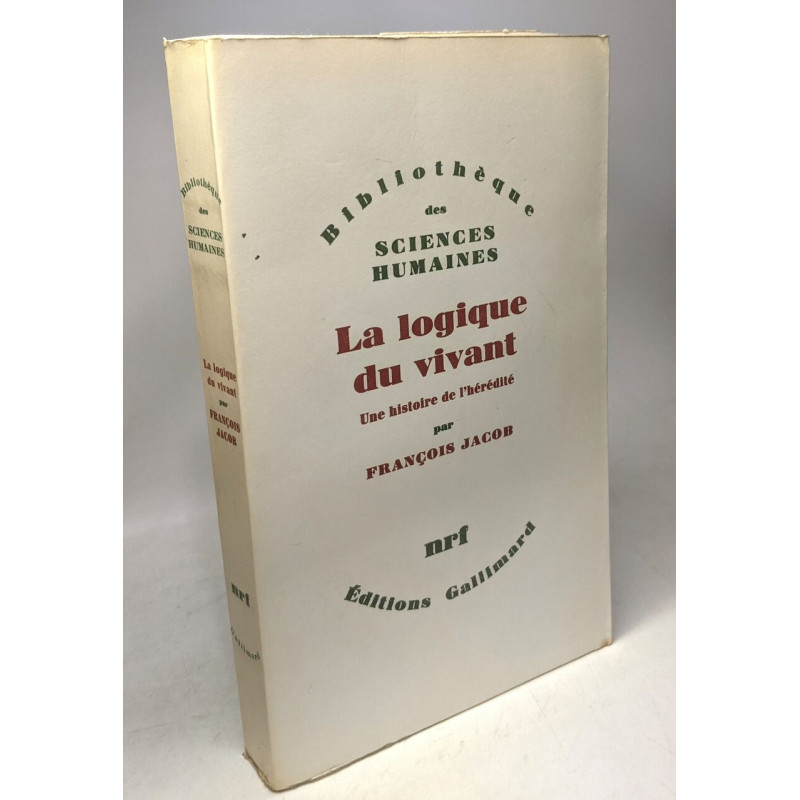 Bibliothèque
des
SCIENCES
HUMAINES
La logique
du vivant
Une histoire de l'hérédité
par
FRANÇOIS JACOB
nrf
Éditions Gallimard
Bibliothèque
des
SCIENCES
HUMAINES
La logique
du vivant
par
FRANÇOIS
JACOB
nrf
Gallimard